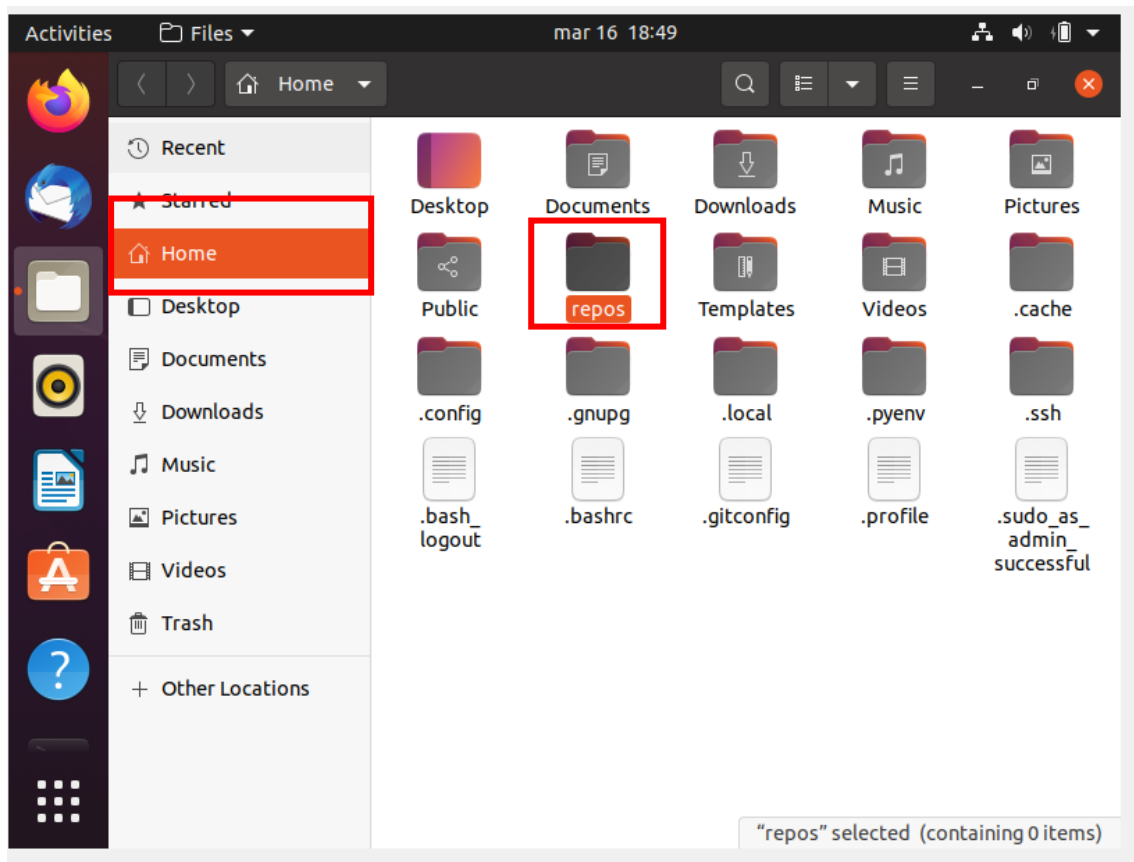 Activities Files mar 16 18:49
Home
Recent
Starred
Home
Desktop
Documents
Downloads
Music
Pictures
Videos
Trash
Other Locations
Desktop Documents Downloads Music Pictures
Public repos Templates Videos .cache
.config .gnupg .local .pyenv .ssh
.bash_ .bashrc .gitconfig .profile .sudo_as_
logout admin_
successful
“repos” selected (containing 0 items)